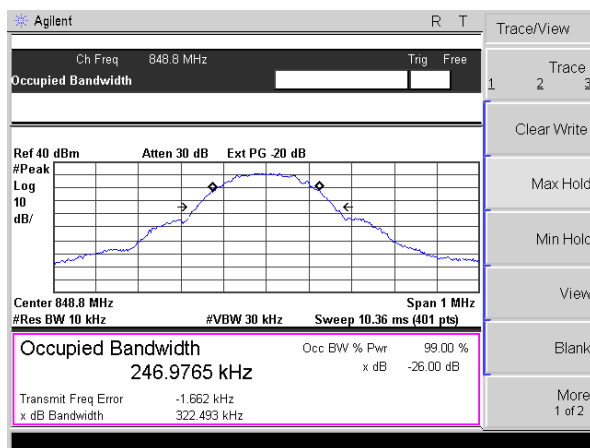 Agilent R T
Ch Freq 848.8 MHz Trig Free
Occupied Bandwidth
Ref 40 dBm Atten 30 dB Ext PG -20 dB
#Peak
Log
10
dB/
Center 848.8 MHz Span 1 MHz
#Res BW 10 kHz #VBW 30 kHz Sweep 10.36 ms (401 pts)
Occupied Bandwidth Occ BW % Pwr 99.00 %
246.9765 kHz x dB -26.00 dB
Transmit Freq Error -1.662 kHz
x dB Bandwidth 322.493 kHz
Trace/View
Trace
1 2 3
Clear Write
Max Hold
Min Hold
View
Blank
More
1 of 2